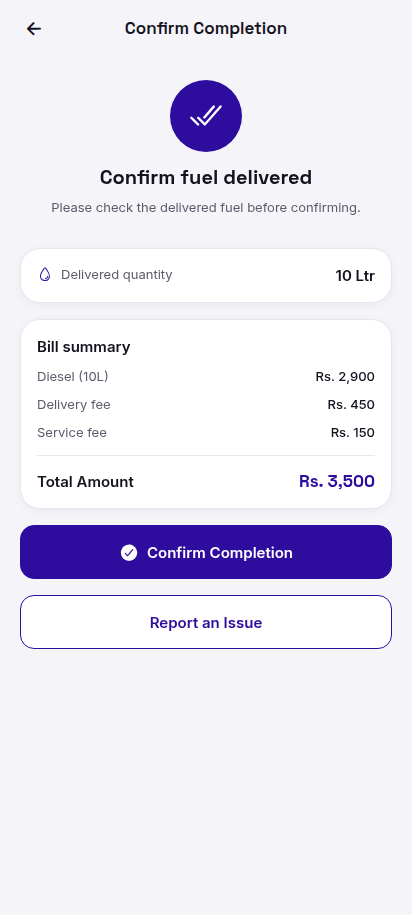 Confirm Completion
Confirm fuel delivered
Please check the delivered fuel before confirming.
Delivered quantity 10 Ltr
Bill summary
Diesel (10L) Rs. 2,900
Delivery fee Rs. 450
Service fee Rs. 150
Total Amount Rs. 3,500
Confirm Completion
Report an Issue